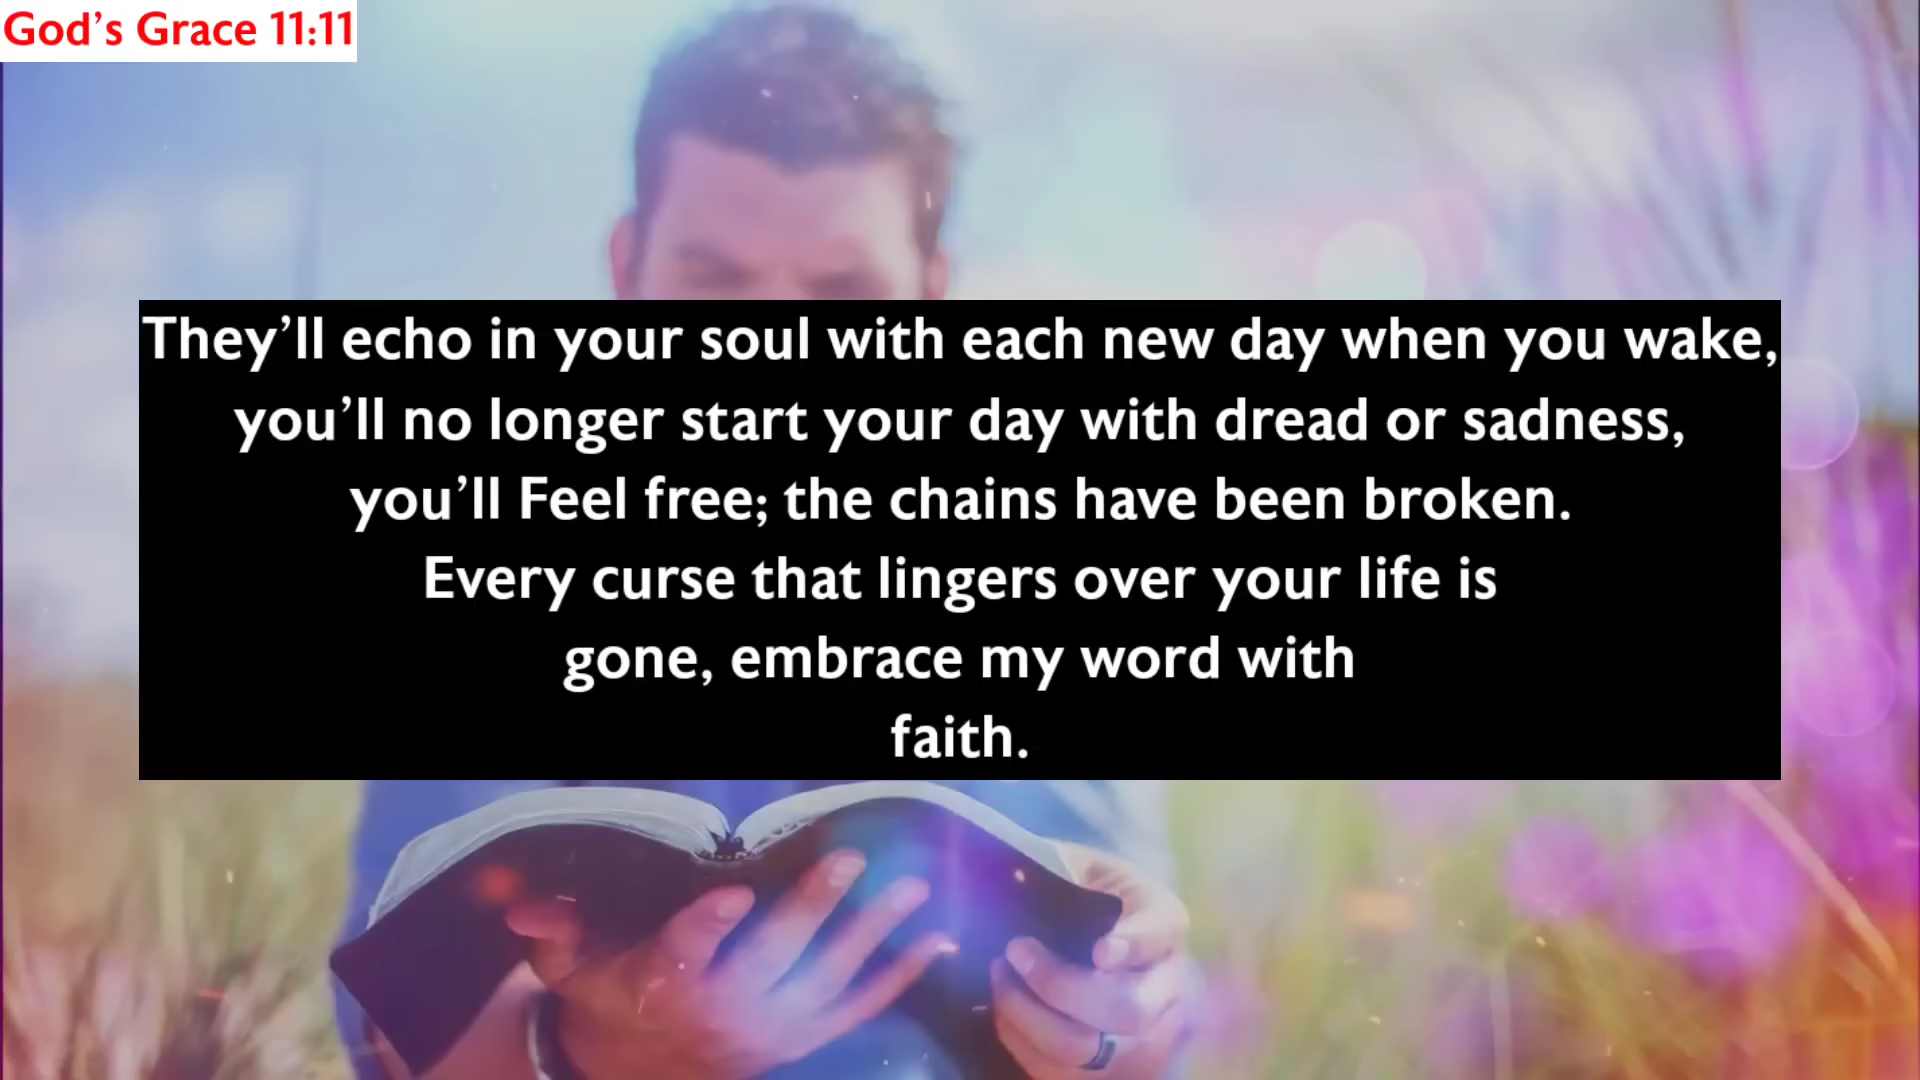 God’s Grace 11:11
They’ll echo in your soul with each new day when you wake,
you’ll no longer start your day with dread or sadness,
you’ll Feel free; the chains have been broken.
Every curse that lingers over your life is
gone, embrace my word with
faith.